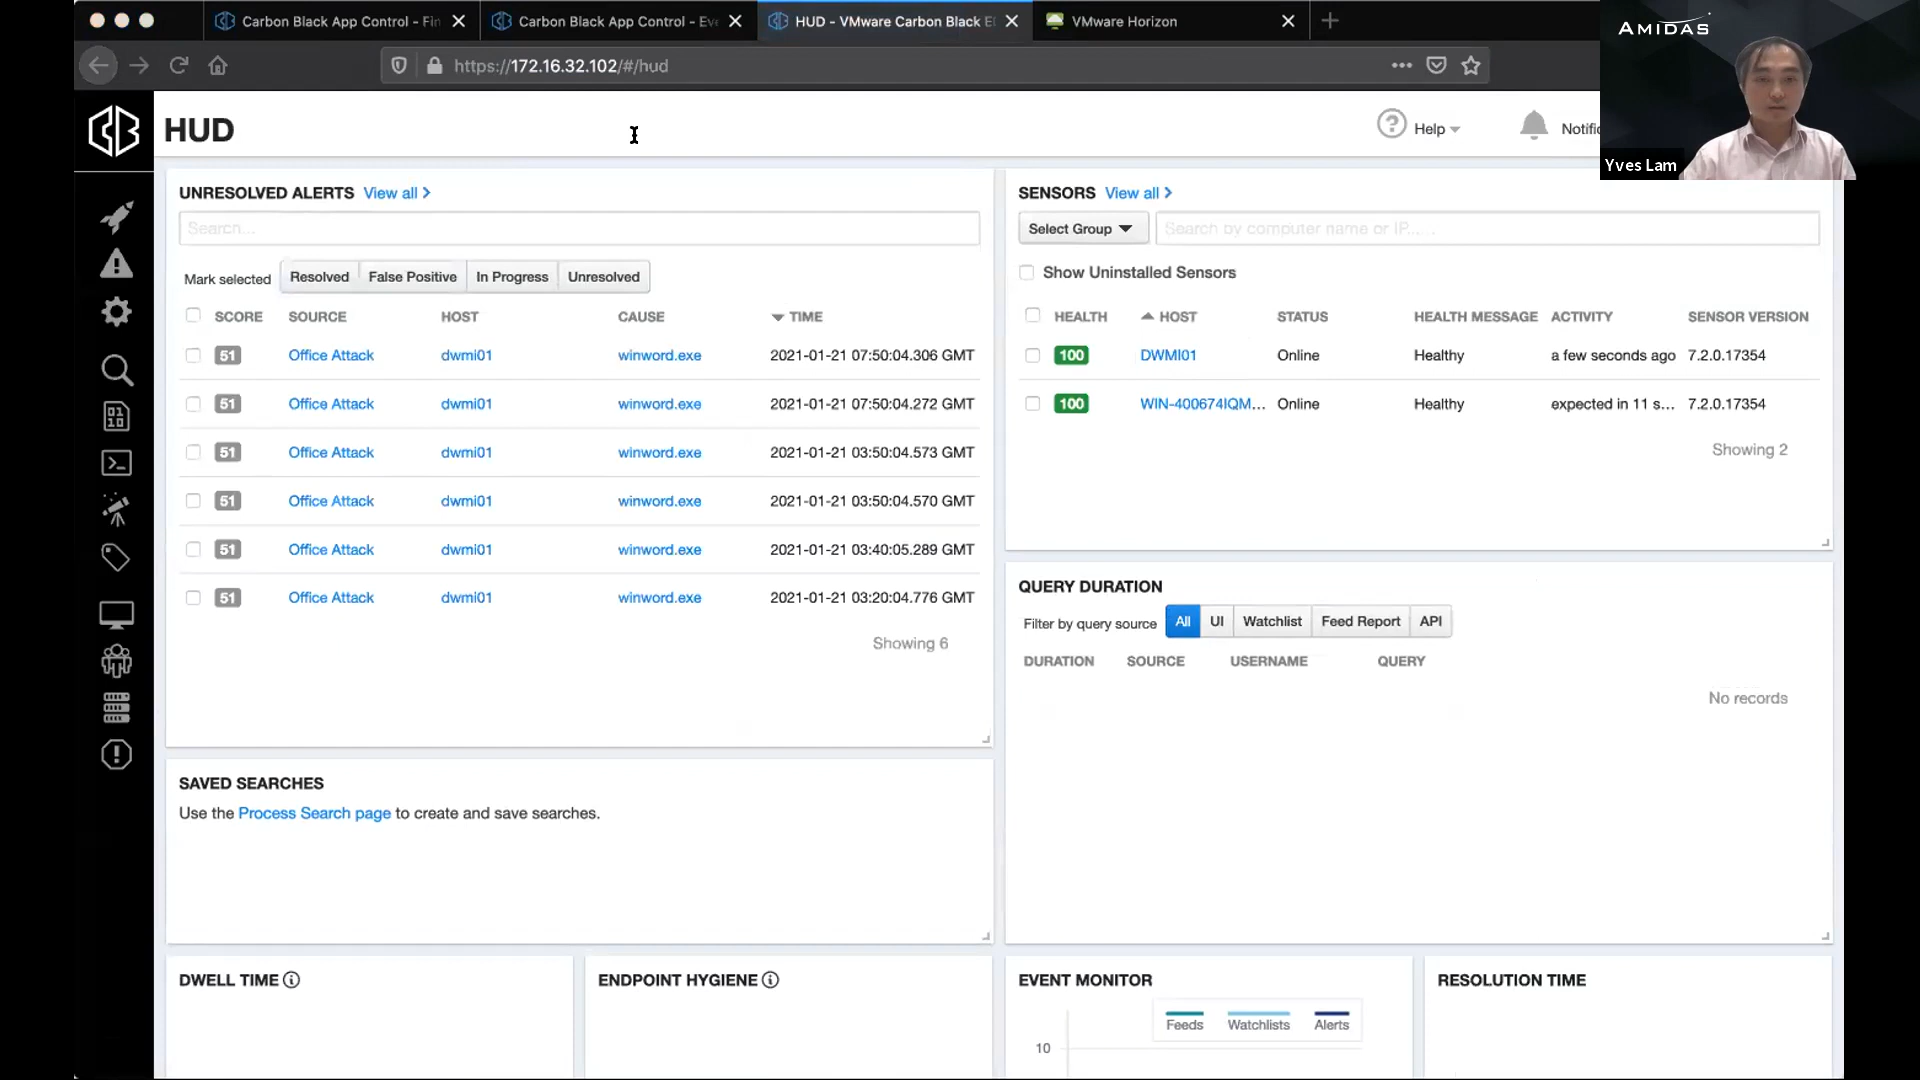 Carbon Black App Control - Fin
Carbon Black App Control - Eve
HUD - VMware Carbon Black E
VMware Horizon
https://172.16.32.102/#/hud
AMIDAS
Yves Lam
HUD
Help
Notific
UNRESOLVED ALERTS View all
Search...
Mark selected Resolved False Positive In Progress Unresolved
SCORE SOURCE HOST CAUSE TIME
51 Office Attack dwmi01 winword.exe 2021-01-21 07:50:04.306 GMT
51 Office Attack dwmi01 winword.exe 2021-01-21 07:50:04.272 GMT
51 Office Attack dwmi01 winword.exe 2021-01-21 03:50:04.573 GMT
51 Office Attack dwmi01 winword.exe 2021-01-21 03:50:04.570 GMT
51 Office Attack dwmi01 winword.exe 2021-01-21 03:40:05.289 GMT
51 Office Attack dwmi01 winword.exe 2021-01-21 03:20:04.776 GMT
Showing 6
SENSORS View all
Select Group Search by computer name or IP......
Show Uninstalled Sensors
HEALTH HOST STATUS HEALTH MESSAGE ACTIVITY SENSOR VERSION
100 DWMI01 Online Healthy a few seconds ago 7.2.0.17354
100 WIN-400674IQM... Online Healthy expected in 11 s... 7.2.0.17354
Showing 2
QUERY DURATION
Filter by query source All UI Watchlist Feed Report API
DURATION SOURCE USERNAME QUERY
No records
SAVED SEARCHES
Use the Process Search page to create and save searches.
DWELL TIME
ENDPOINT HYGIENE
EVENT MONITOR
Feeds Watchlists Alerts
10
RESOLUTION TIME